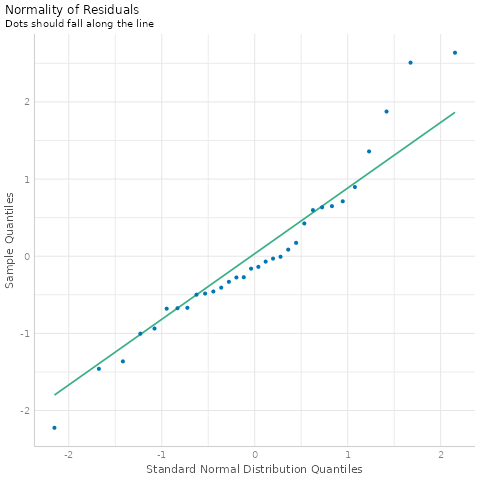 Normality of Residuals
Dots should fall along the line
Sample Quantiles
2
1
0
-1
-2
-2
-1
0
1
2
Standard Normal Distribution Quantiles